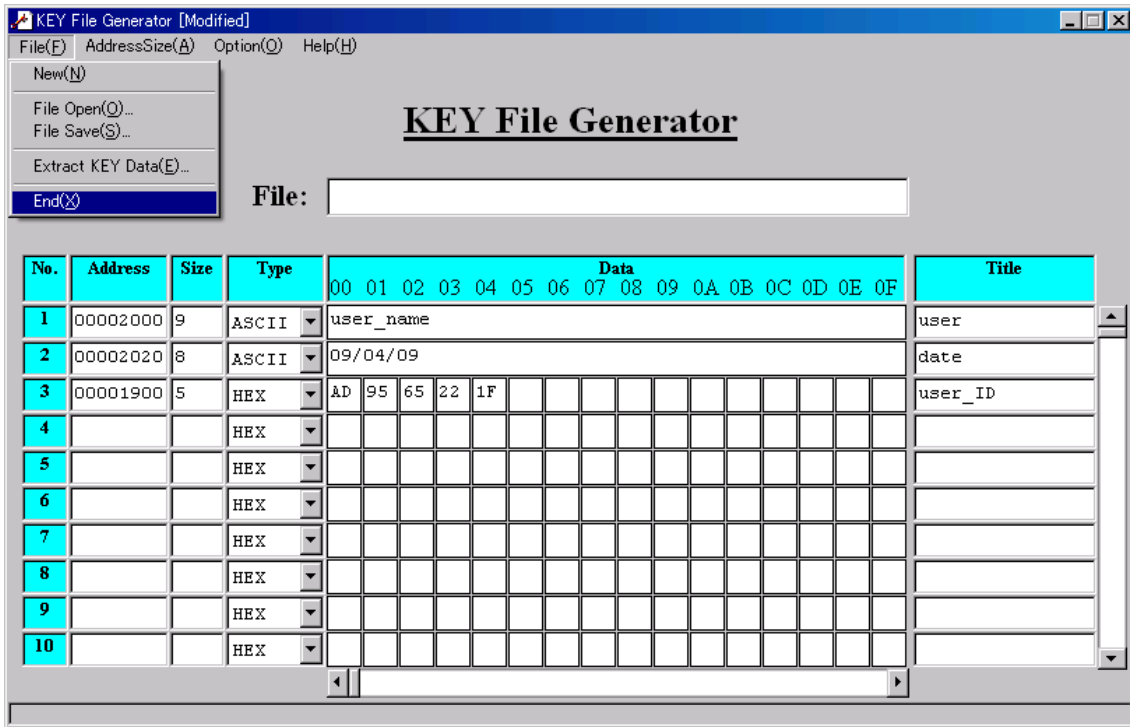 KEY File Generator [Modified]
File(F) AddressSize(A) Option(O) Help(H)
New(N)
File Open(O)...
File Save(S)...
Extract KEY Data(E)...
End(X)
KEY File Generator
File:
No. Address Size Type Data Title
00 01 02 03 04 05 06 07 08 09 0A 0B 0C 0D 0E 0F
1 00002000 9 ASCII user_name user
2 00002020 8 ASCII 09/04/09 date
3 00001900 5 HEX AD 95 65 22 1F user_ID
4 HEX
5 HEX
6 HEX
7 HEX
8 HEX
9 HEX
10 HEX